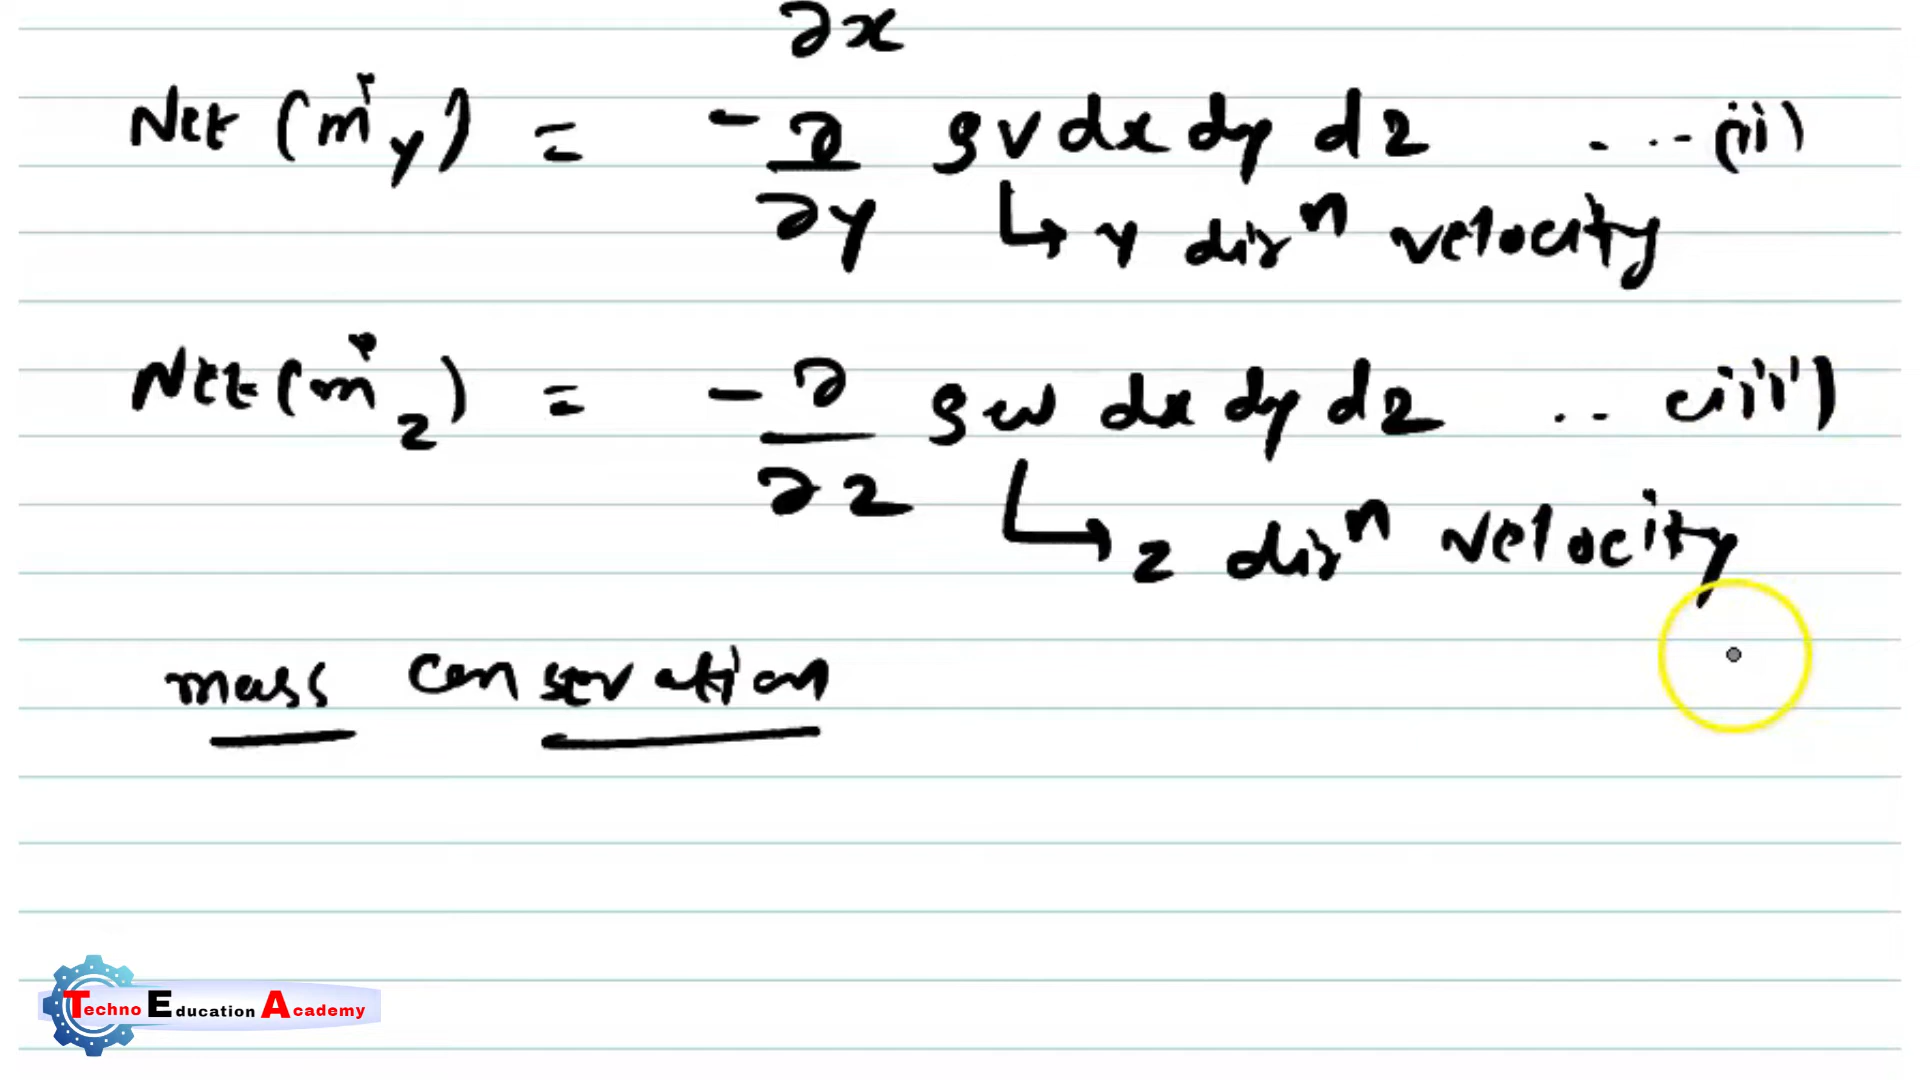 ∂x
Net (ṁy) = -∂/∂y ρv dx dy dz ... (ii)
↳ y dirⁿ velocity
Net (ṁz) = -∂/∂z ρw dx dy dz .. (iii)
↳ z dirⁿ velocity
mass conservation
Techno Education Academy